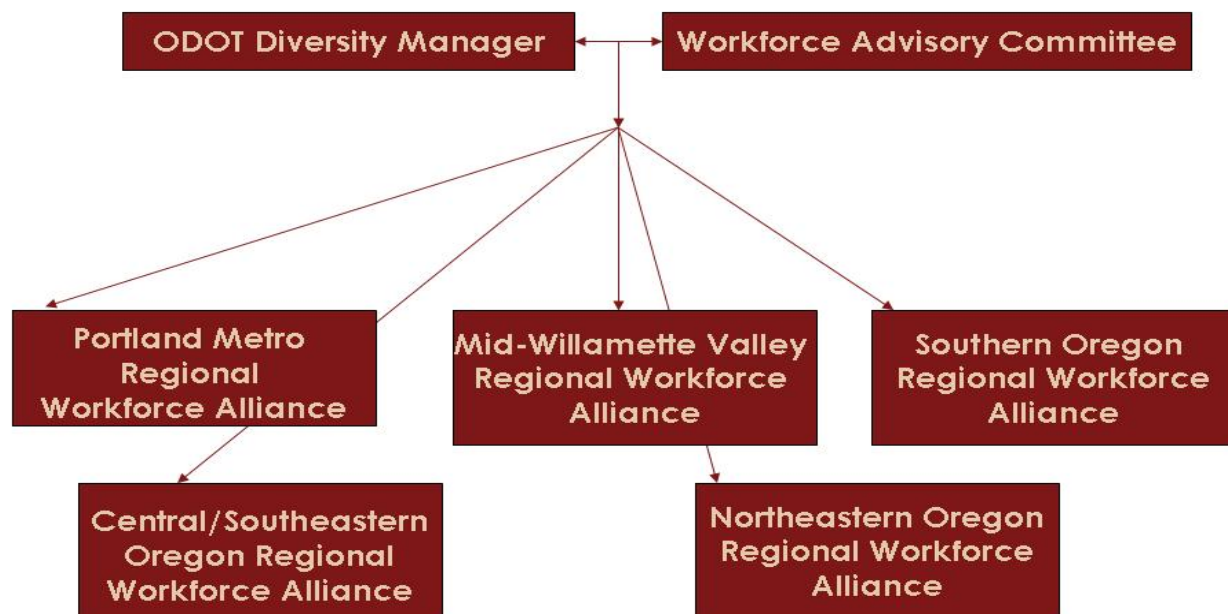 ODOT Diversity Manager
Workforce Advisory Committee
Portland Metro
Regional
Workforce Alliance
Mid-Willamette Valley
Regional Workforce
Alliance
Southern Oregon
Regional Workforce
Alliance
Central/Southeastern
Oregon Regional
Workforce Alliance
Northeastern Oregon
Regional Workforce
Alliance